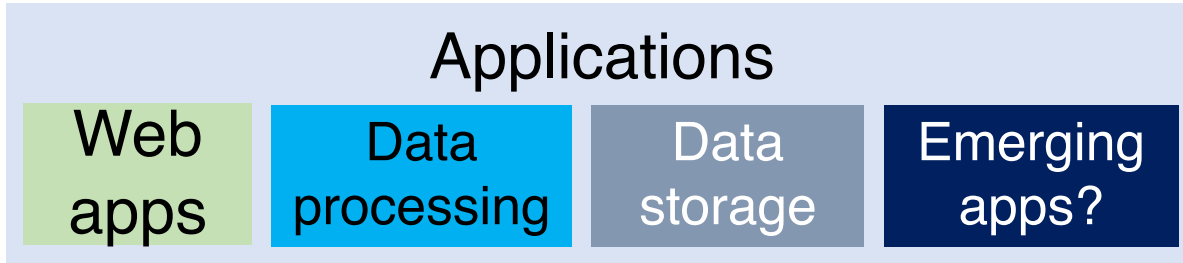 Applications
Web
apps
Data
processing
Data
storage
Emerging
apps?